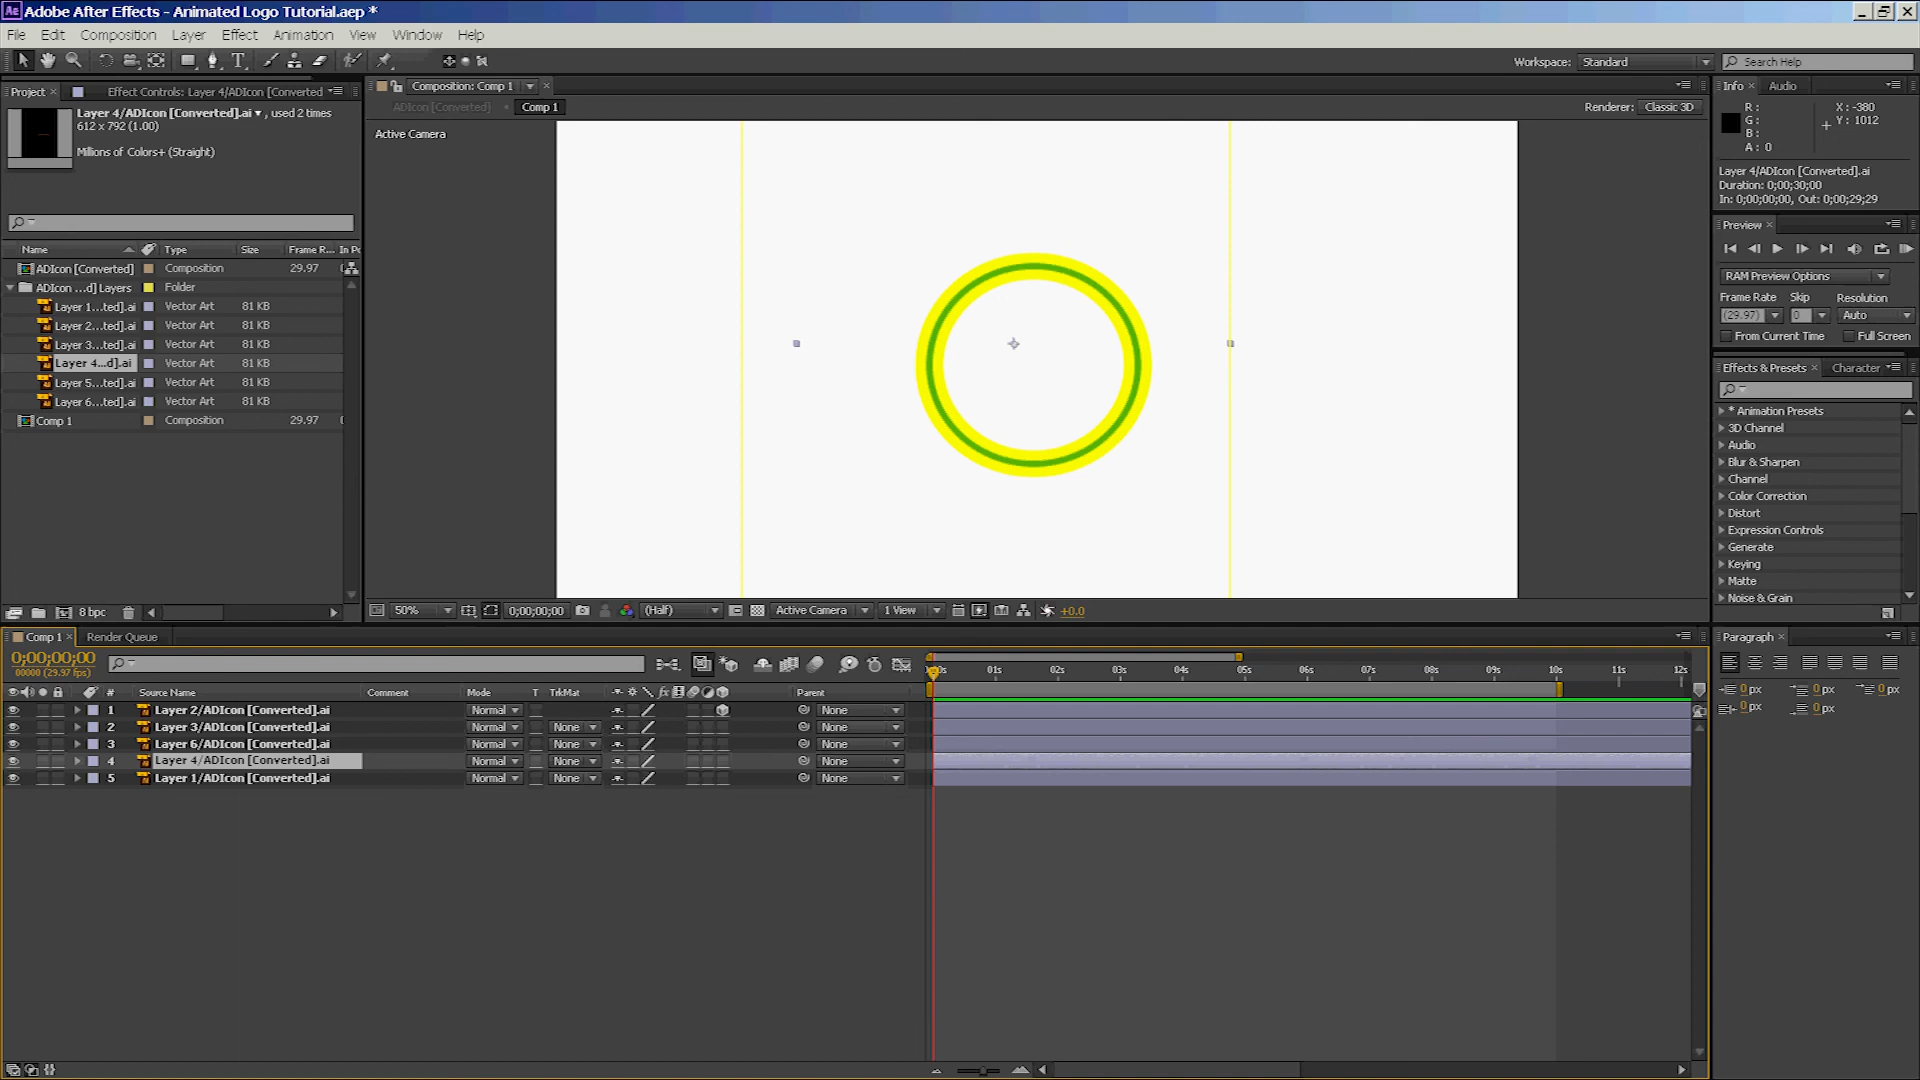 Adobe After Effects - Animated Logo Tutorial.aep *
File Edit Composition Layer Effect Animation View Window Help
Workspace: Standard Search Help
Project Effect Controls: Layer 4/ADIcon [Converted
Layer 4/ADIcon [Converted].ai , used 2 times
612 x 792 (1.00)
Millions of Colors+ (Straight)
Name Type Size Frame R... In Po
ADIcon [Converted] Composition 29.97
ADIcon ...d] Layers Folder
Layer 1...ted].ai Vector Art 81 KB
Layer 2...ted].ai Vector Art 81 KB
Layer 3...ted].ai Vector Art 81 KB
Layer 4...d].ai Vector Art 81 KB
Layer 5...ted].ai Vector Art 81 KB
Layer 6...ted].ai Vector Art 81 KB
Comp 1 Composition 29.97
8 bpc
Composition: Comp 1
ADIcon [Converted] Comp 1
Renderer: Classic 3D
Active Camera
50% 0;00;00;00 (Half) Active Camera 1 View +0.0
Info Audio
R : X : -380
G : Y : 1012
B :
A : 0
Layer 4/ADIcon [Converted].ai
Duration: 0;00;30;00
In: 0;00;00;00, Out: 0;00;29;29
Preview
RAM Preview Options
Frame Rate Skip Resolution
(29.97) 0 Auto
From Current Time Full Screen
Effects & Presets Character
* Animation Presets
3D Channel
Audio
Blur & Sharpen
Channel
Color Correction
Distort
Expression Controls
Generate
Keying
Matte
Noise & Grain
Comp 1 Render Queue
0;00;00;00
00000 (29.97 fps)
01s 02s 03s 04s 05s 06s 07s 08s 09s 10s 11s 12s
# Source Name Comment Mode T TrkMat Parent
1 Layer 2/ADIcon [Converted].ai Normal None
2 Layer 3/ADIcon [Converted].ai Normal None None
3 Layer 6/ADIcon [Converted].ai Normal None None
4 Layer 4/ADIcon [Converted].ai Normal None None
5 Layer 1/ADIcon [Converted].ai Normal None None
Paragraph
0 px 0 px 0 px
0 px 0 px